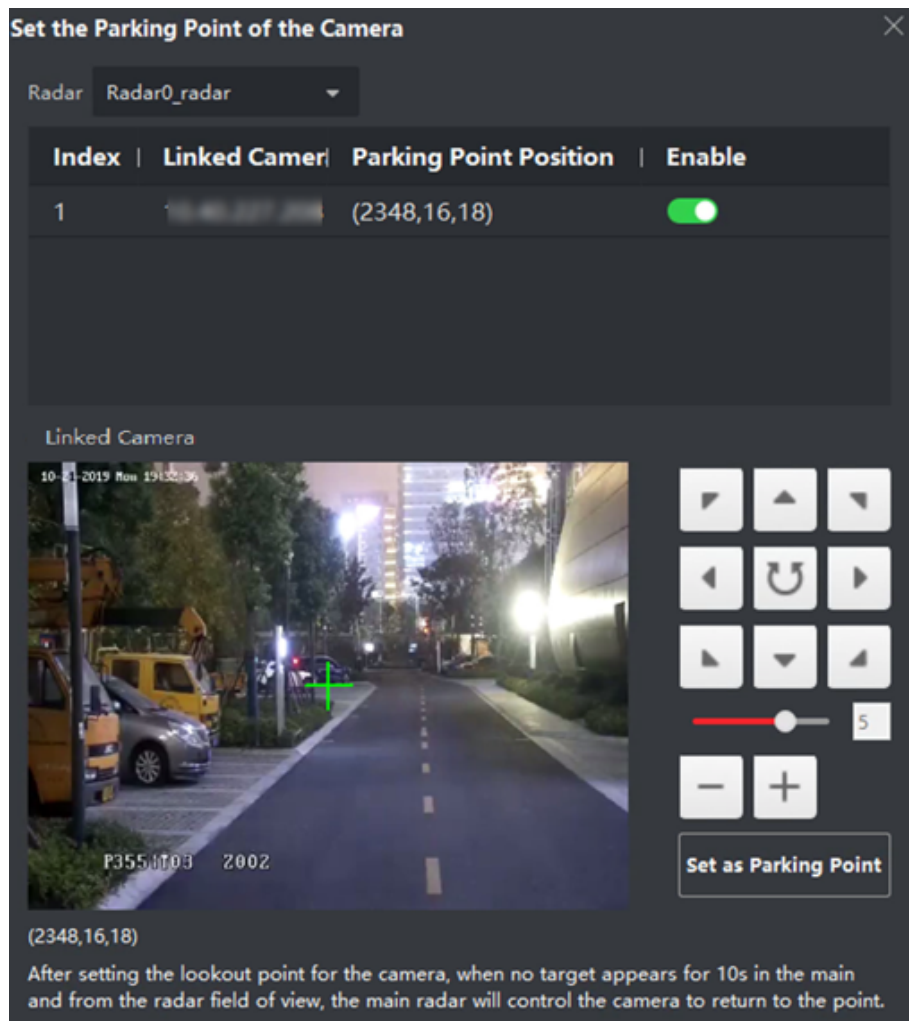 Set the Parking Point of the Camera
Radar Radar0_radar
Index | Linked Camer| Parking Point Position | Enable
1 (2348,16,18)
Linked Camera
2019 Mon
5
2002
Set as Parking Point
(2348,16,18)
After setting the lookout point for the camera, when no target appears for 10s in the main
and from the radar field of view, the main radar will control the camera to return to the point.